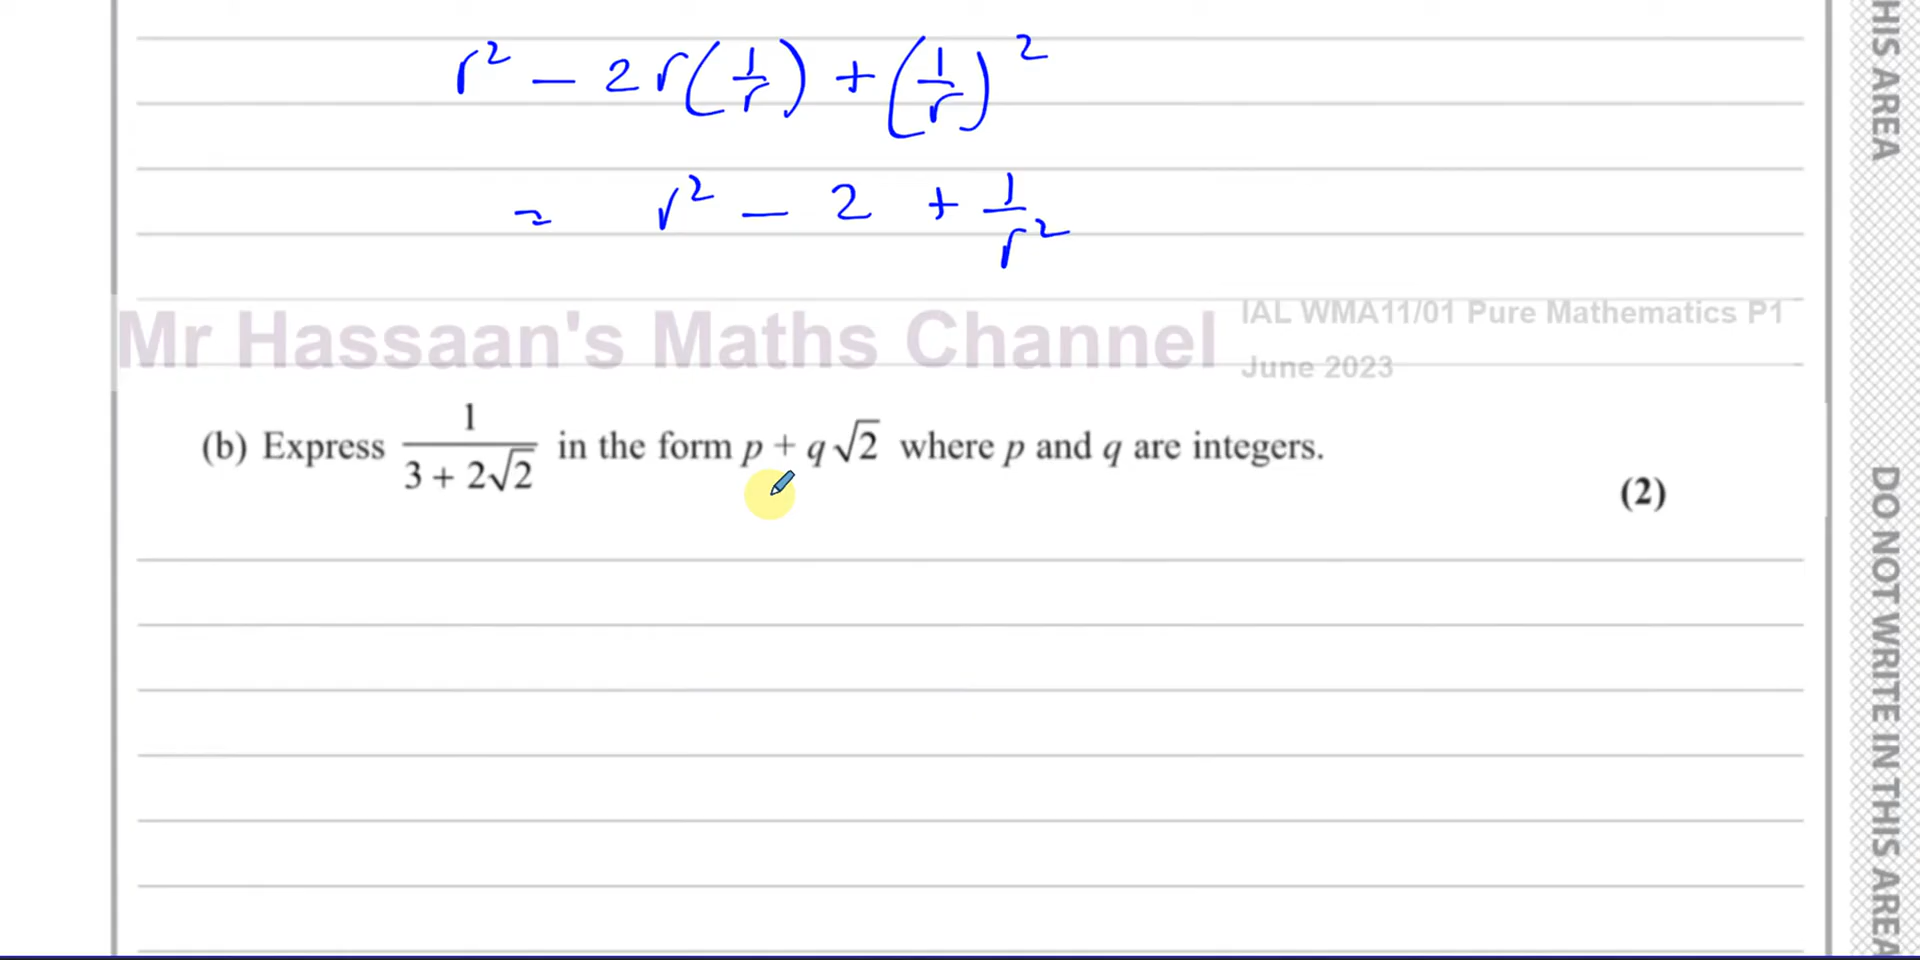 r² − 2r(1/r) + (1/r)²
= r² − 2 + 1/r²
Mr Hassaan's Maths Channel
IAL WMA11/01 Pure Mathematics P1
June 2023
(b) Express 1/(3 + 2√2) in the form p + q√2 where p and q are integers.
(2)
HIS AREA
DO NOT WRITE IN THIS AREA